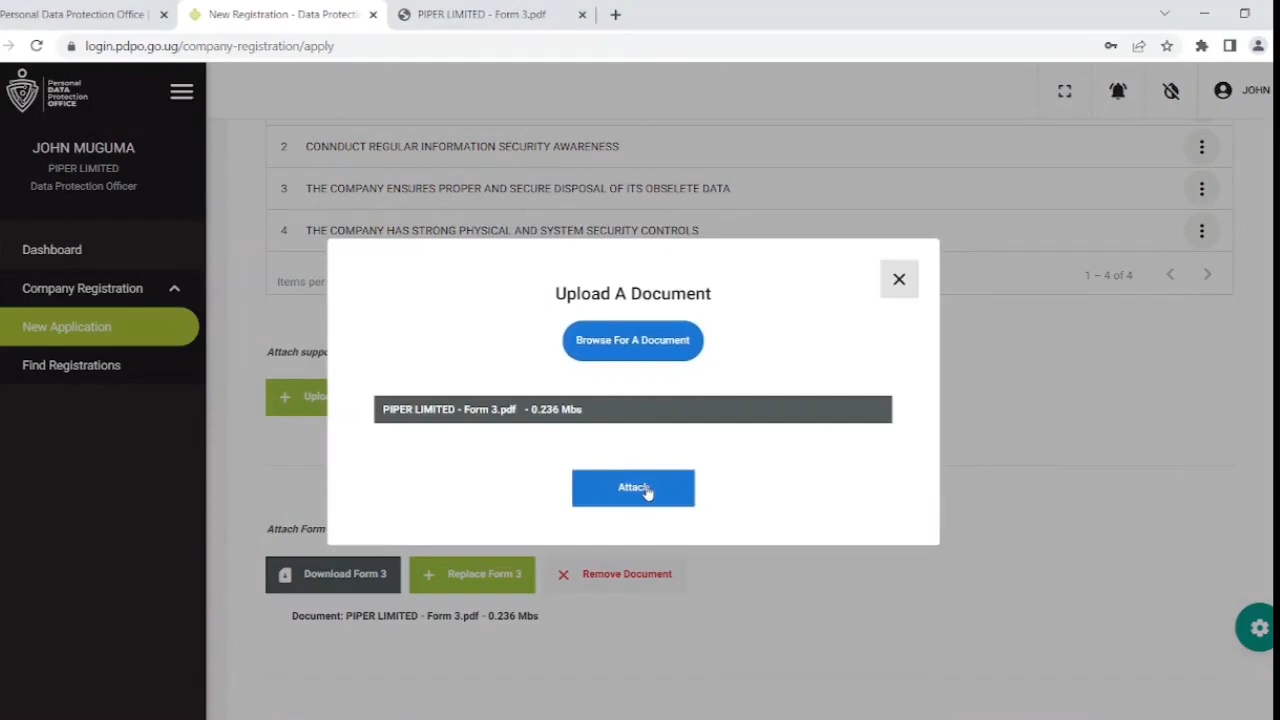 Personal Data Protection Office |
New Registration - Data Protecti
PIPER LIMITED - Form 3.pdf
login.pdpo.go.ug/company-registration/apply
Personal
DATA
Protection
OFFICE
JOHN
JOHN MUGUMA
PIPER LIMITED
Data Protection Officer
Dashboard
Company Registration
New Application
Find Registrations
2 CONNDUCT REGULAR INFORMATION SECURITY AWARENESS
3 THE COMPANY ENSURES PROPER AND SECURE DISPOSAL OF ITS OBSELETE DATA
4 THE COMPANY HAS STRONG PHYSICAL AND SYSTEM SECURITY CONTROLS
Items per
1 – 4 of 4
Upload A Document
Browse For A Document
Attach supp
+ Uplo
PIPER LIMITED - Form 3.pdf - 0.236 Mbs
Attach
Attach Form
Download Form 3
+ Replace Form 3
Remove Document
Document: PIPER LIMITED - Form 3.pdf - 0.236 Mbs